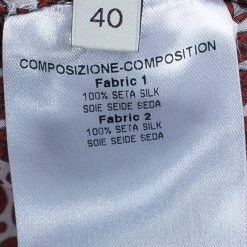 40
COMPOSIZIONE-COMPOSITION
Fabric 1
100% SETA SILK
SOIE SEIDE SEDA
Fabric 2
100% SETA SILK
SOIE SEIDE SEDA